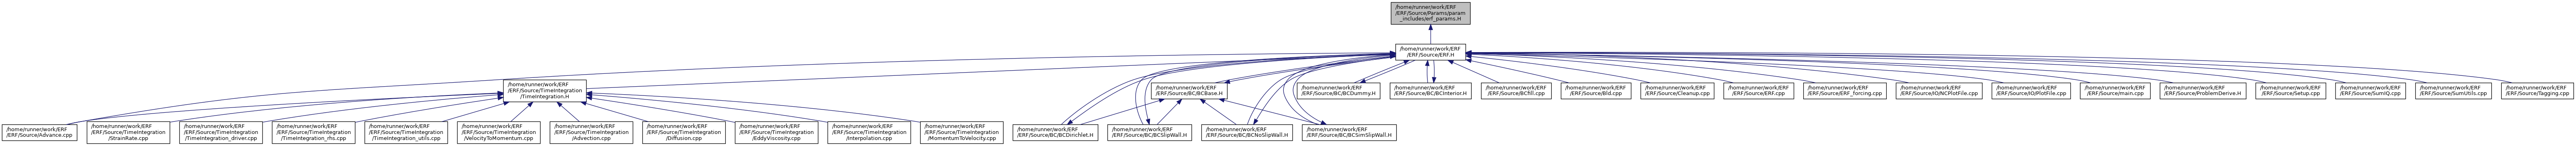 /home/runner/work/ERF
/ERF/Source/Params/param
_includes/erf_params.H
/home/runner/work/ERF
/ERF/Source/ERF.H
/home/runner/work/ERF
/ERF/Source/TimeIntegration
/TimeIntegration.H
/home/runner/work/ERF
/ERF/Source/BC/BCBase.H
/home/runner/work/ERF
/ERF/Source/BC/BCDummy.H
/home/runner/work/ERF
/ERF/Source/BC/BCInterior.H
/home/runner/work/ERF
/ERF/Source/BCfill.cpp
/home/runner/work/ERF
/ERF/Source/Bld.cpp
/home/runner/work/ERF
/ERF/Source/Cleanup.cpp
/home/runner/work/ERF
/ERF/Source/ERF.cpp
/home/runner/work/ERF
/ERF/Source/ERF_forcing.cpp
/home/runner/work/ERF
/ERF/Source/IO/NCPlotFile.cpp
/home/runner/work/ERF
/ERF/Source/IO/PlotFile.cpp
/home/runner/work/ERF
/ERF/Source/main.cpp
/home/runner/work/ERF
/ERF/Source/ProblemDerive.H
/home/runner/work/ERF
/ERF/Source/Setup.cpp
/home/runner/work/ERF
/ERF/Source/SumIQ.cpp
/home/runner/work/ERF
/ERF/Source/SumUtils.cpp
/home/runner/work/ERF
/ERF/Source/Tagging.cpp
/home/runner/work/ERF
/ERF/Source/Advance.cpp
/home/runner/work/ERF
/ERF/Source/TimeIntegration
/StrainRate.cpp
/home/runner/work/ERF
/ERF/Source/TimeIntegration
/TimeIntegration_driver.cpp
/home/runner/work/ERF
/ERF/Source/TimeIntegration
/TimeIntegration_rhs.cpp
/home/runner/work/ERF
/ERF/Source/TimeIntegration
/TimeIntegration_utils.cpp
/home/runner/work/ERF
/ERF/Source/TimeIntegration
/VelocityToMomentum.cpp
/home/runner/work/ERF
/ERF/Source/TimeIntegration
/Advection.cpp
/home/runner/work/ERF
/ERF/Source/TimeIntegration
/Diffusion.cpp
/home/runner/work/ERF
/ERF/Source/TimeIntegration
/EddyViscosity.cpp
/home/runner/work/ERF
/ERF/Source/TimeIntegration
/Interpolation.cpp
/home/runner/work/ERF
/ERF/Source/TimeIntegration
/MomentumToVelocity.cpp
/home/runner/work/ERF
/ERF/Source/BC/BCDirichlet.H
/home/runner/work/ERF
/ERF/Source/BC/BCSlipWall.H
/home/runner/work/ERF
/ERF/Source/BC/BCNoSlipWall.H
/home/runner/work/ERF
/ERF/Source/BC/BCSimSlipWall.H